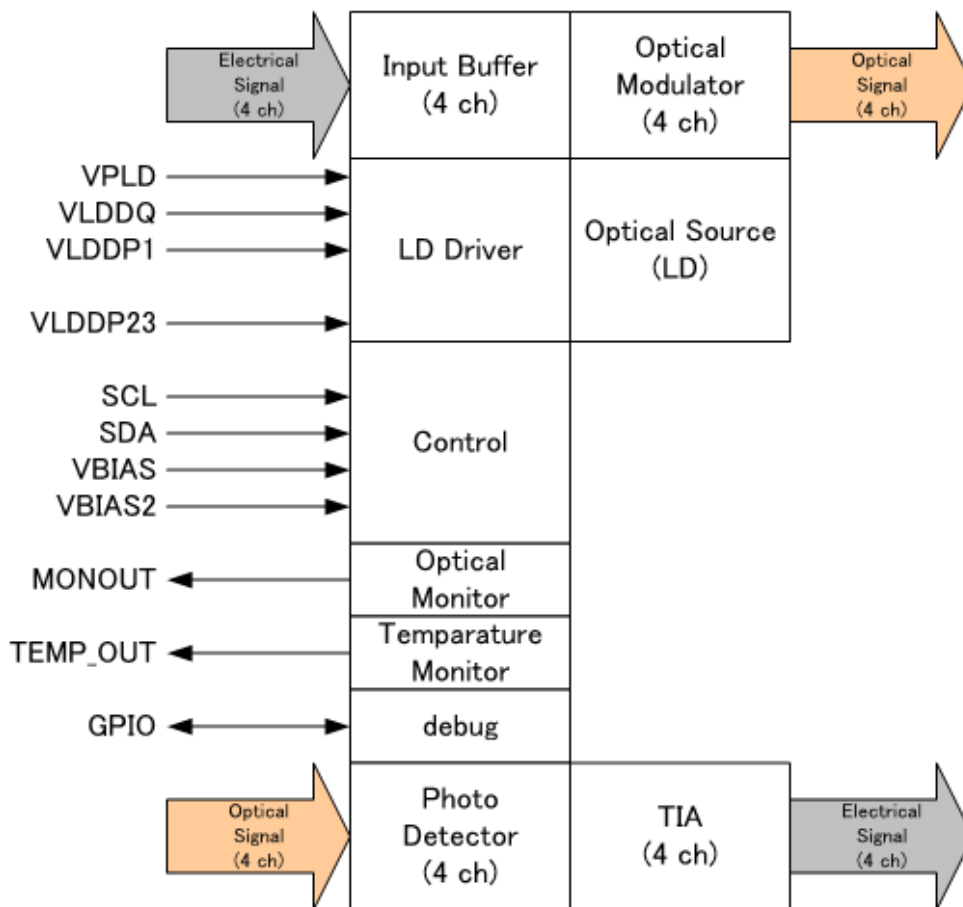 Electrical
Signal
(4 ch)
Input Buffer
(4 ch)
Optical
Modulator
(4 ch)
Optical
Signal
(4 ch)
VPLD
VLDDQ
VLDDP1
VLDDP23
LD Driver
Optical Source
(LD)
SCL
SDA
VBIAS
VBIAS2
Control
MONOUT
Optical
Monitor
TEMP_OUT
Temparature
Monitor
GPIO
debug
Optical
Signal
(4 ch)
Photo
Detector
(4 ch)
TIA
(4 ch)
Electrical
Signal
(4 ch)